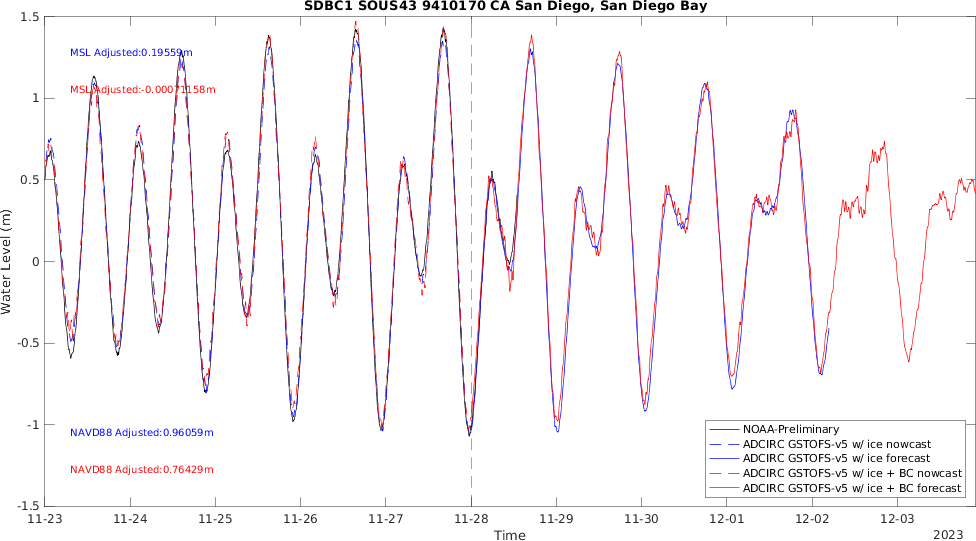 SDBC1 SOUS43 9410170 CA San Diego, San Diego Bay
1.5
1
0.5
0
-0.5
-1
-1.5
Water Level (m)
MSL Adjusted:0.19559m
MSL Adjusted:-0.00071158m
NAVD88 Adjusted:0.96059m
NAVD88 Adjusted:0.76429m
NOAA-Preliminary
ADCIRC GSTOFS-v5 w/ ice nowcast
ADCIRC GSTOFS-v5 w/ ice forecast
ADCIRC GSTOFS-v5 w/ ice + BC nowcast
ADCIRC GSTOFS-v5 w/ ice + BC forecast
11-23 11-24 11-25 11-26 11-27 11-28 11-29 11-30 12-01 12-02 12-03
Time
2023